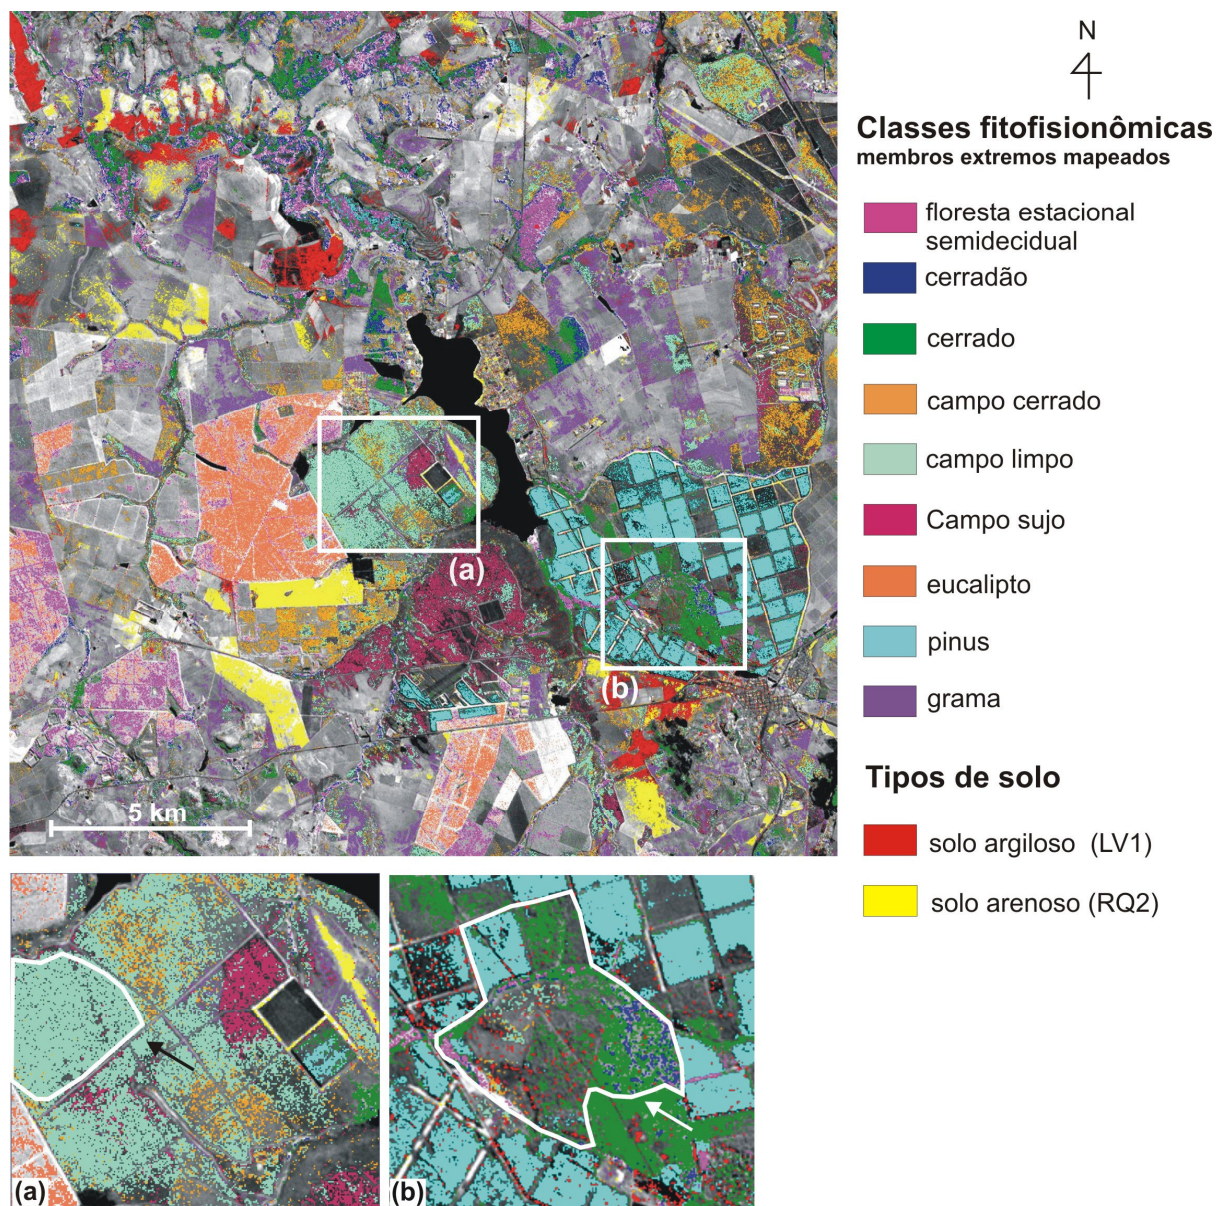 N
Classes fitofisionômicas
membros extremos mapeados
floresta estacional
semidecidual
cerradão
cerrado
campo cerrado
campo limpo
Campo sujo
eucalipto
pinus
grama
Tipos de solo
solo argiloso (LV1)
solo arenoso (RQ2)
(a)
(b)
5 km
(a)
(b)